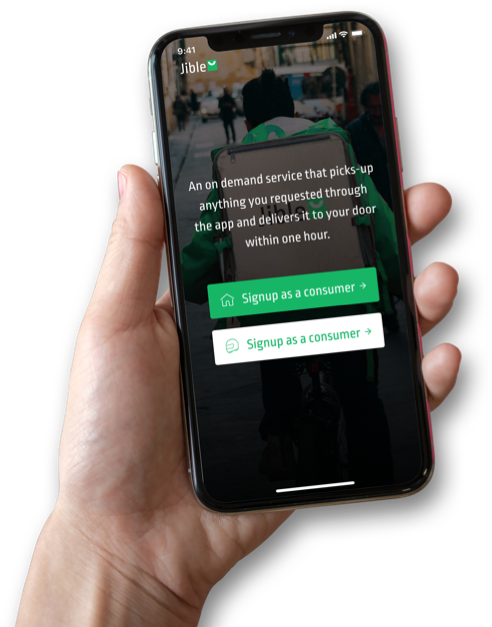 9:41
Jible
An on demand service that picks-up
anything you requested through
the app and delivers it to your door
within one hour.
Jible
Signup as a consumer →
Signup as a consumer →